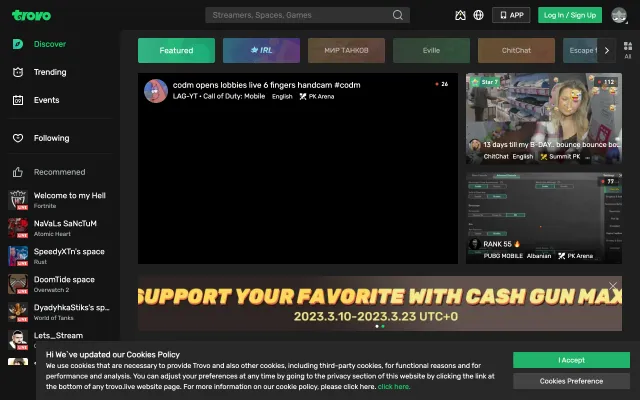 trovo
Streamers, Spaces, Games
APP
Log In / Sign Up
Discover
Trending
Events
Following
Recommened
Welcome to my Hell
Fortnite
LIVE
NaVaLs SaNcTuM
Atomic Heart
LIVE
SpeedyXTn's space
Rust
LIVE
DoomTide space
Overwatch 2
LIVE
DyadyhkaStiks's sp...
World of Tanks
LIVE
Lets_Stream
LIVE
Featured
IRL
МИР ТАНКОВ
Eville
ChitChat
Escape
All
codm opens lobbies live 6 fingers handcam #codm
LAG-YT • Call of Duty: Mobile English PK Arena
26
Star 7
112
13 days till my B-DAY.. bounce bounce bo...
ChitChat English Summit PK
77
RANK 55
PUBG MOBILE Albanian PK Arena
SUPPORT YOUR FAVORITE WITH CASH GUN MAX
2023.3.10-2023.3.23 UTC+0
Hi We`ve updated our Cookies Policy
We use cookies that are necessary to provide Trovo and also other cookies, including third-party cookies, for functional reasons and for
performance and analysis. You can adjust your preferences at any time by going to the privacy section of this website by clicking the link at
the bottom of any trovo.live website page. For more information on our cookie policy, please click here. click here.
I Accept
Cookies Preference